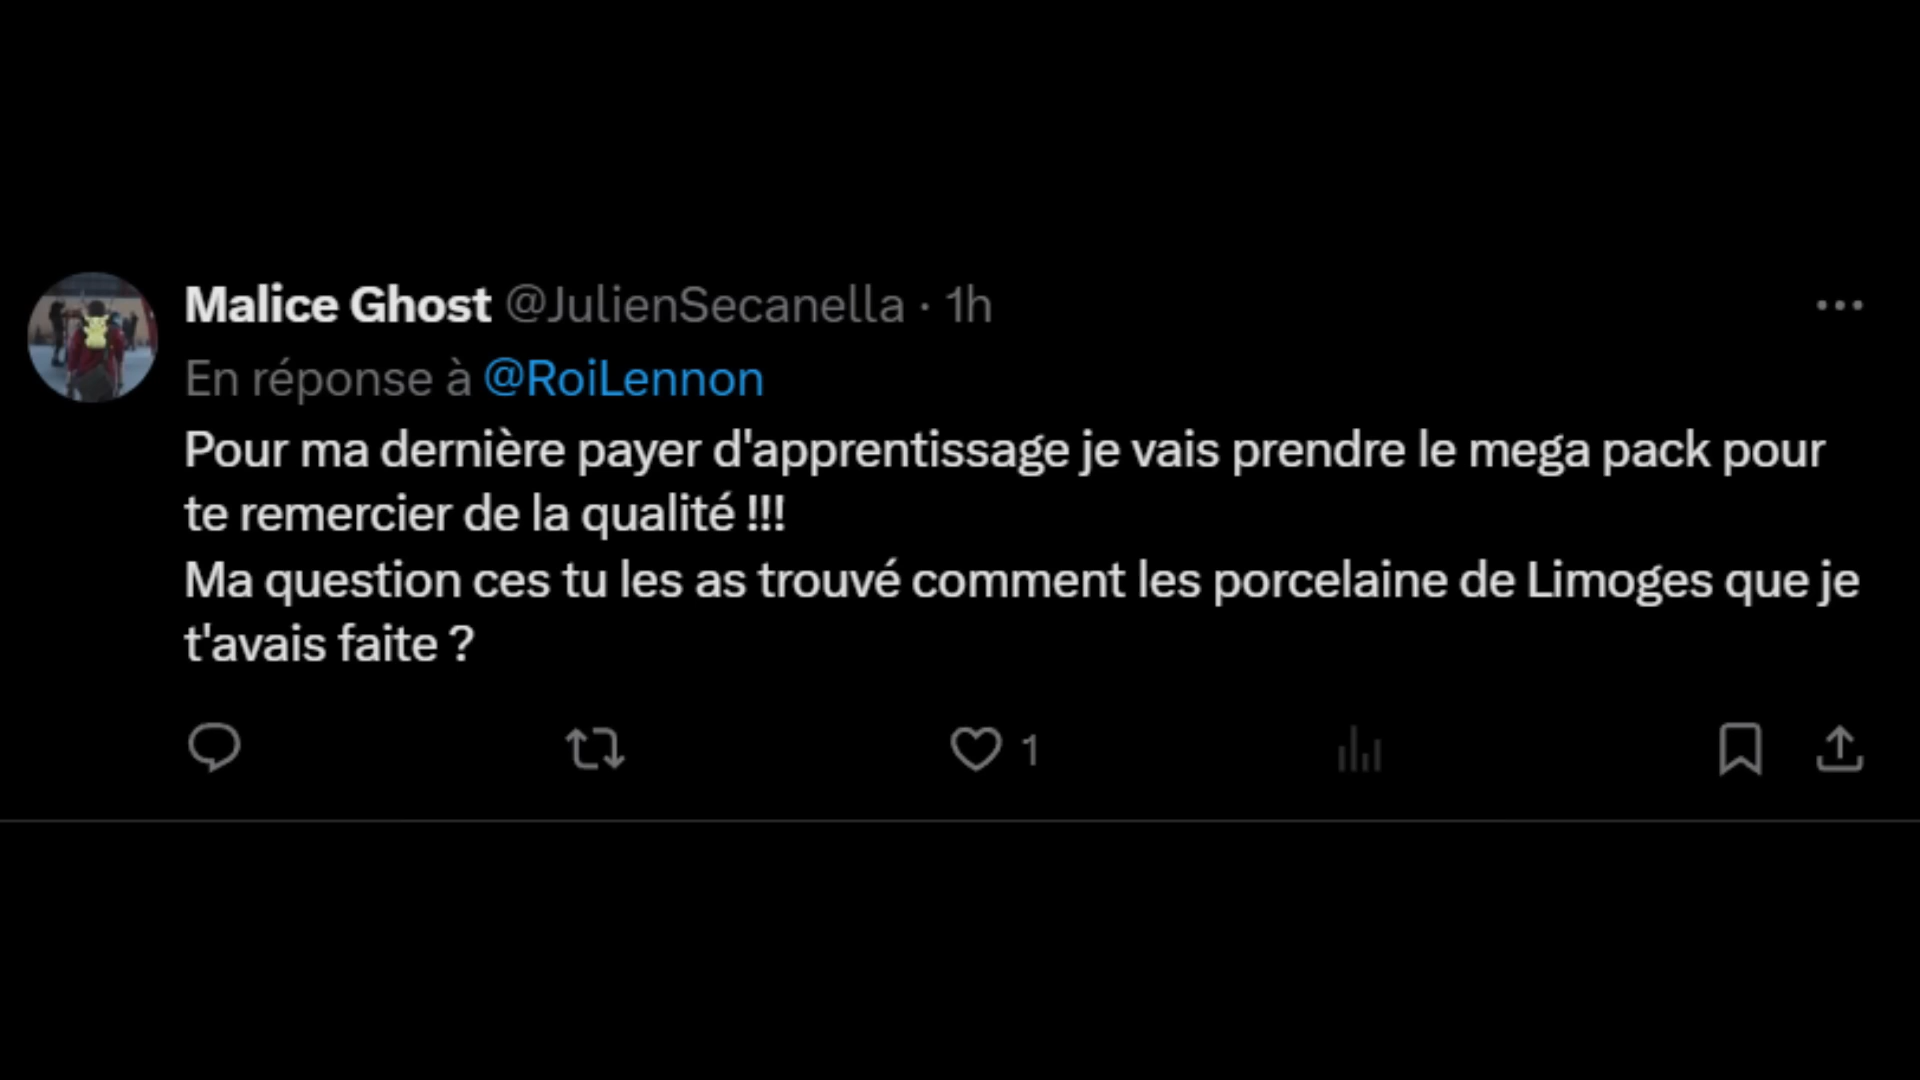 Malice Ghost @JulienSecanella · 1h
En réponse à @RoiLennon
Pour ma dernière payer d'apprentissage je vais prendre le mega pack pour
te remercier de la qualité !!!
Ma question ces tu les as trouvé comment les porcelaine de Limoges que je
t'avais faite ?
1